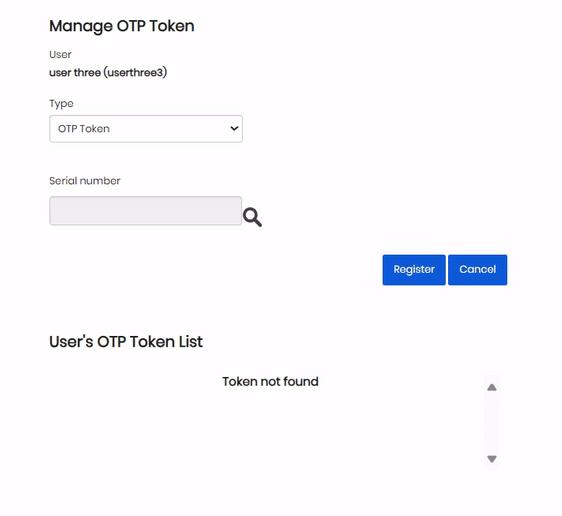 Manage OTP Token
User
user three (userthree3)
Type
OTP Token
Serial number
Register Cancel
User's OTP Token List
Token not found